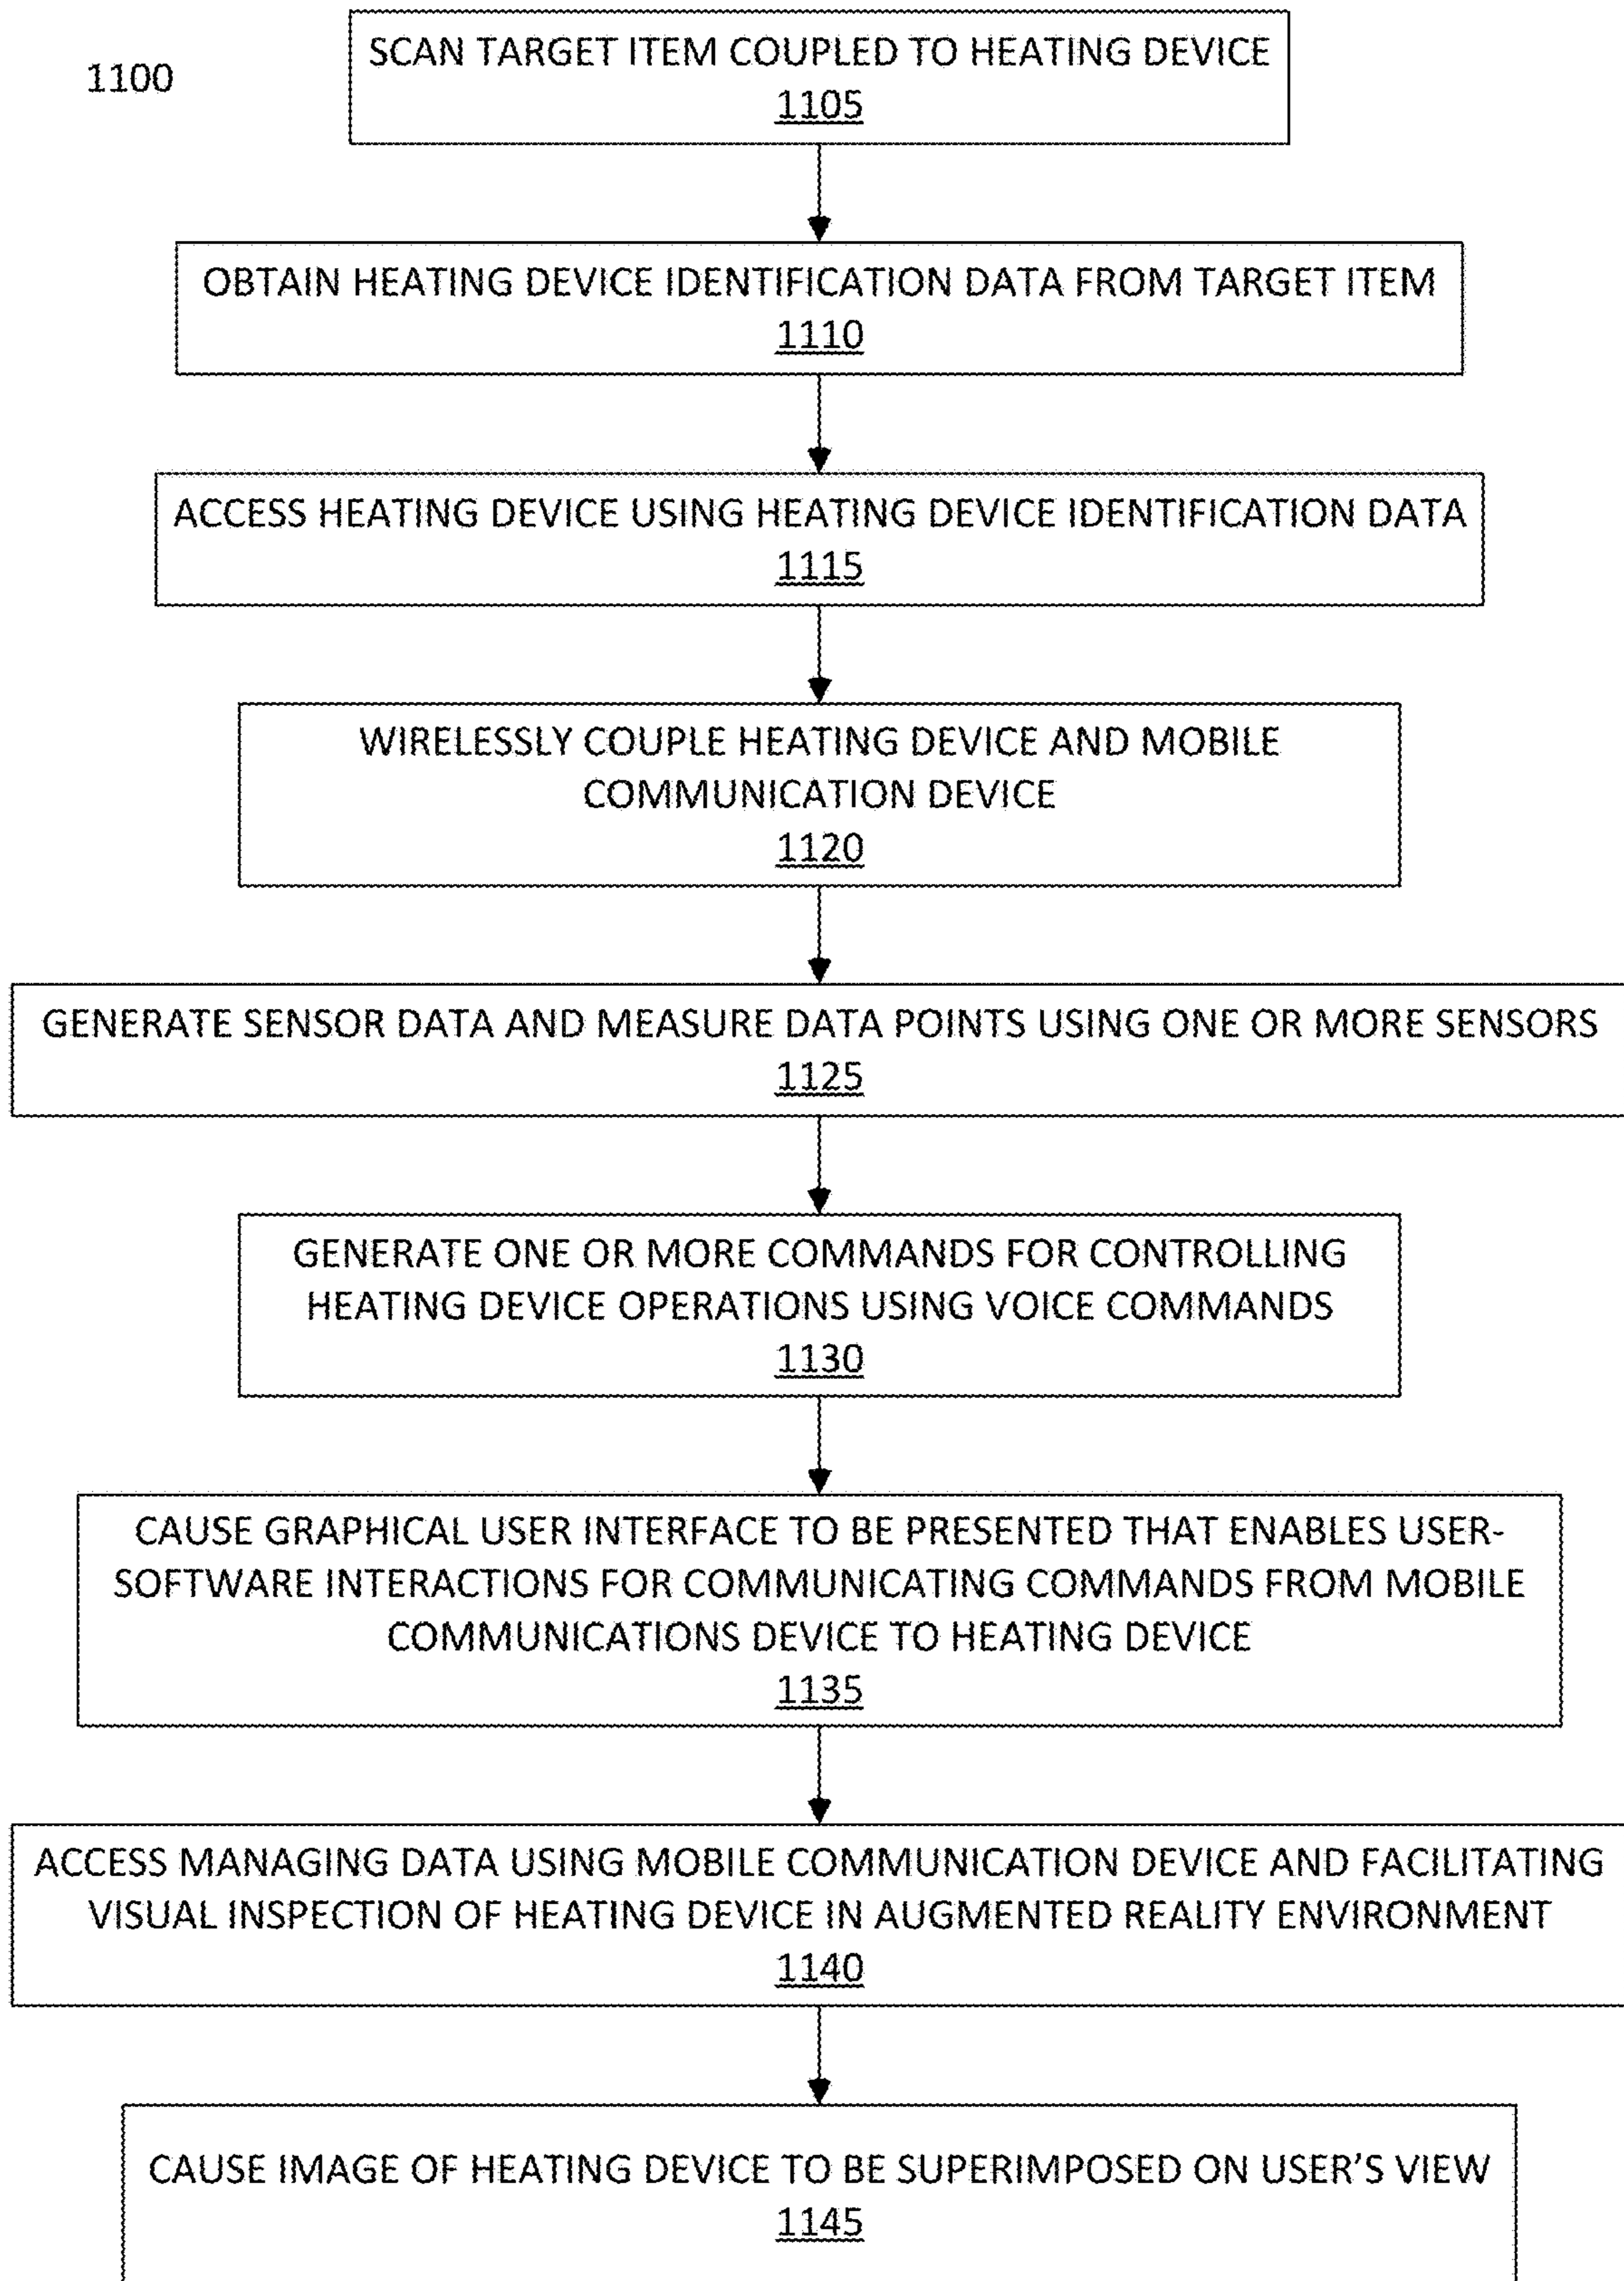 1100
SCAN TARGET ITEM COUPLED TO HEATING DEVICE
1105
OBTAIN HEATING DEVICE IDENTIFICATION DATA FROM TARGET ITEM
1110
ACCESS HEATING DEVICE USING HEATING DEVICE IDENTIFICATION DATA
1115
WIRELESSLY COUPLE HEATING DEVICE AND MOBILE
COMMUNICATION DEVICE
1120
GENERATE SENSOR DATA AND MEASURE DATA POINTS USING ONE OR MORE SENSORS
1125
GENERATE ONE OR MORE COMMANDS FOR CONTROLLING
HEATING DEVICE OPERATIONS USING VOICE COMMANDS
1130
CAUSE GRAPHICAL USER INTERFACE TO BE PRESENTED THAT ENABLES USER-
SOFTWARE INTERACTIONS FOR COMMUNICATING COMMANDS FROM MOBILE
COMMUNICATIONS DEVICE TO HEATING DEVICE
1135
ACCESS MANAGING DATA USING MOBILE COMMUNICATION DEVICE AND FACILITATING
VISUAL INSPECTION OF HEATING DEVICE IN AUGMENTED REALITY ENVIRONMENT
1140
CAUSE IMAGE OF HEATING DEVICE TO BE SUPERIMPOSED ON USER'S VIEW
1145